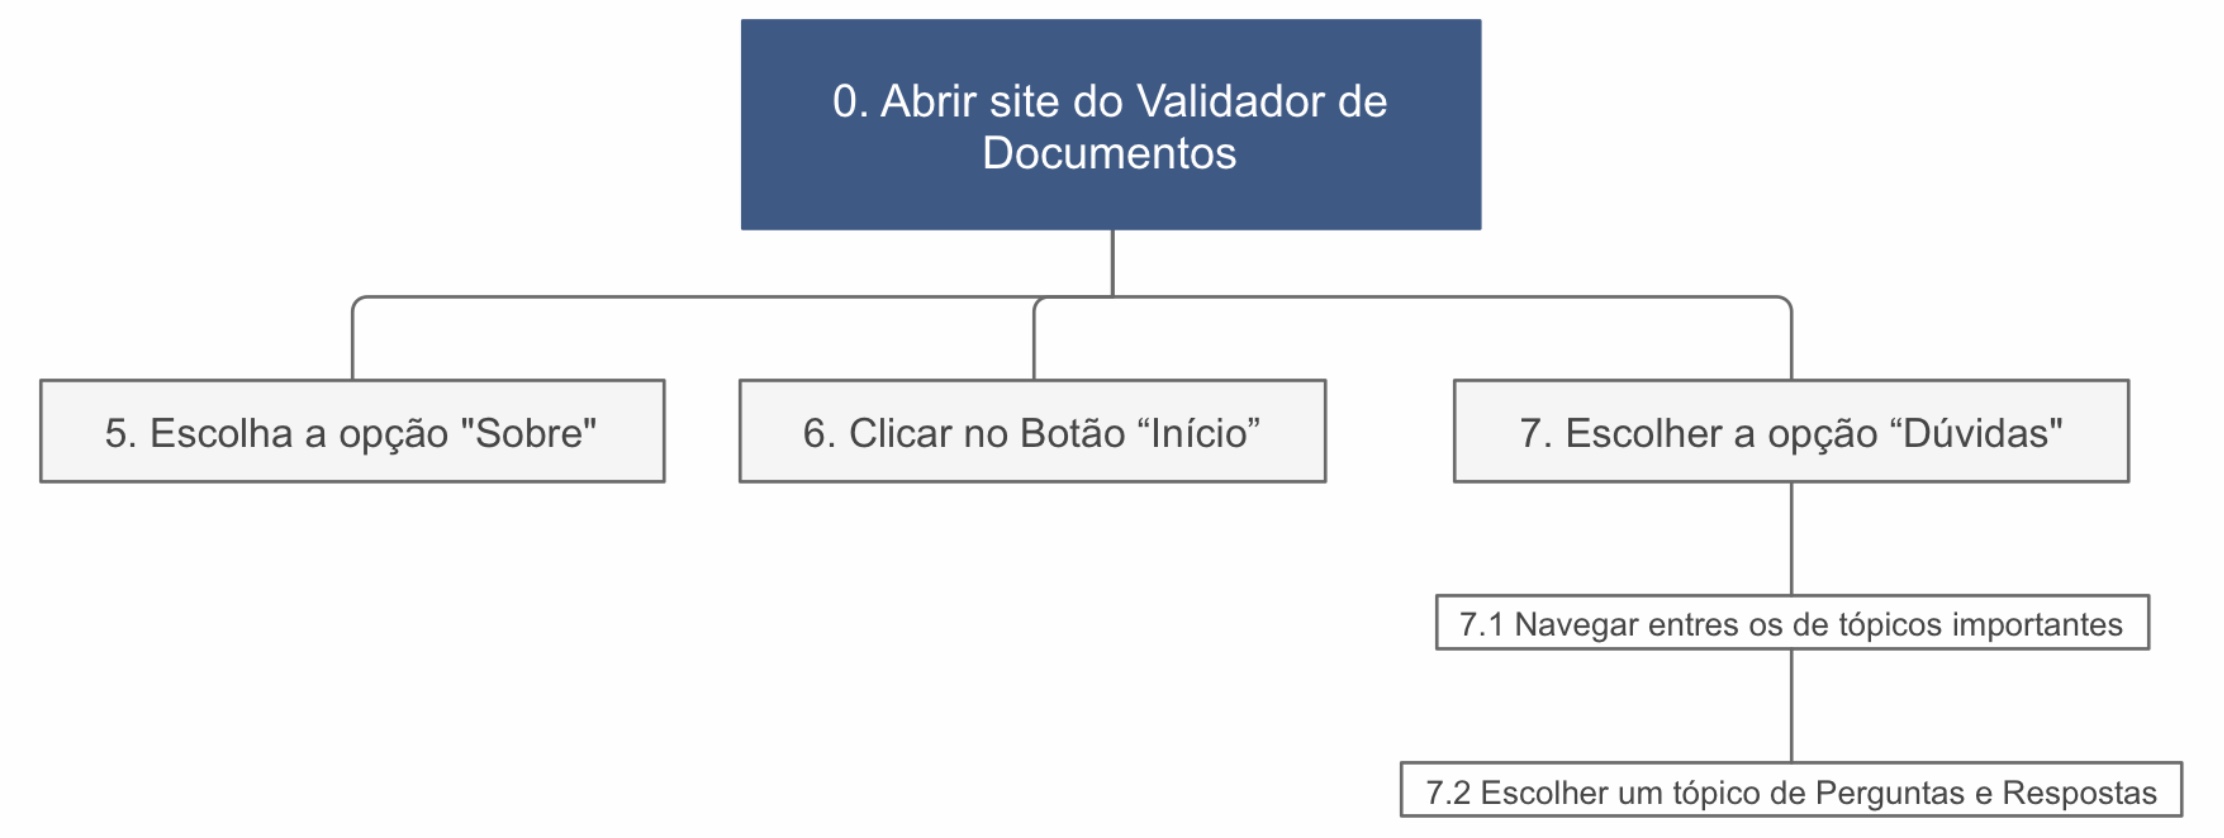 0. Abrir site do Validador de
Documentos
5. Escolha a opção "Sobre"
6. Clicar no Botão “Início”
7. Escolher a opção “Dúvidas"
7.1 Navegar entres os de tópicos importantes
7.2 Escolher um tópico de Perguntas e Respostas